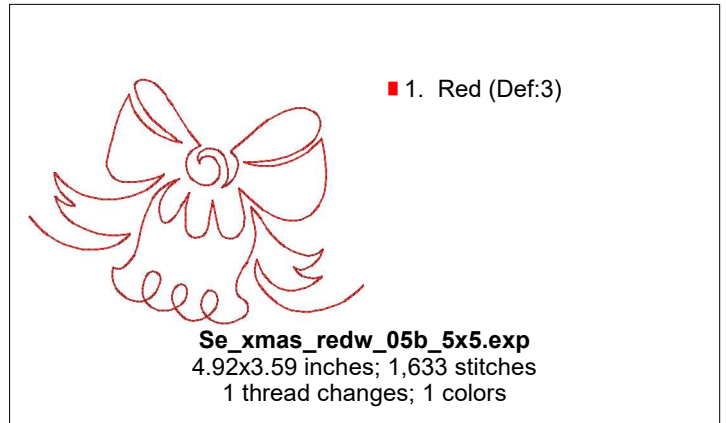 1. Red (Def:3)
Se_xmas_redw_05b_5x5.exp
4.92x3.59 inches; 1,633 stitches
1 thread changes; 1 colors